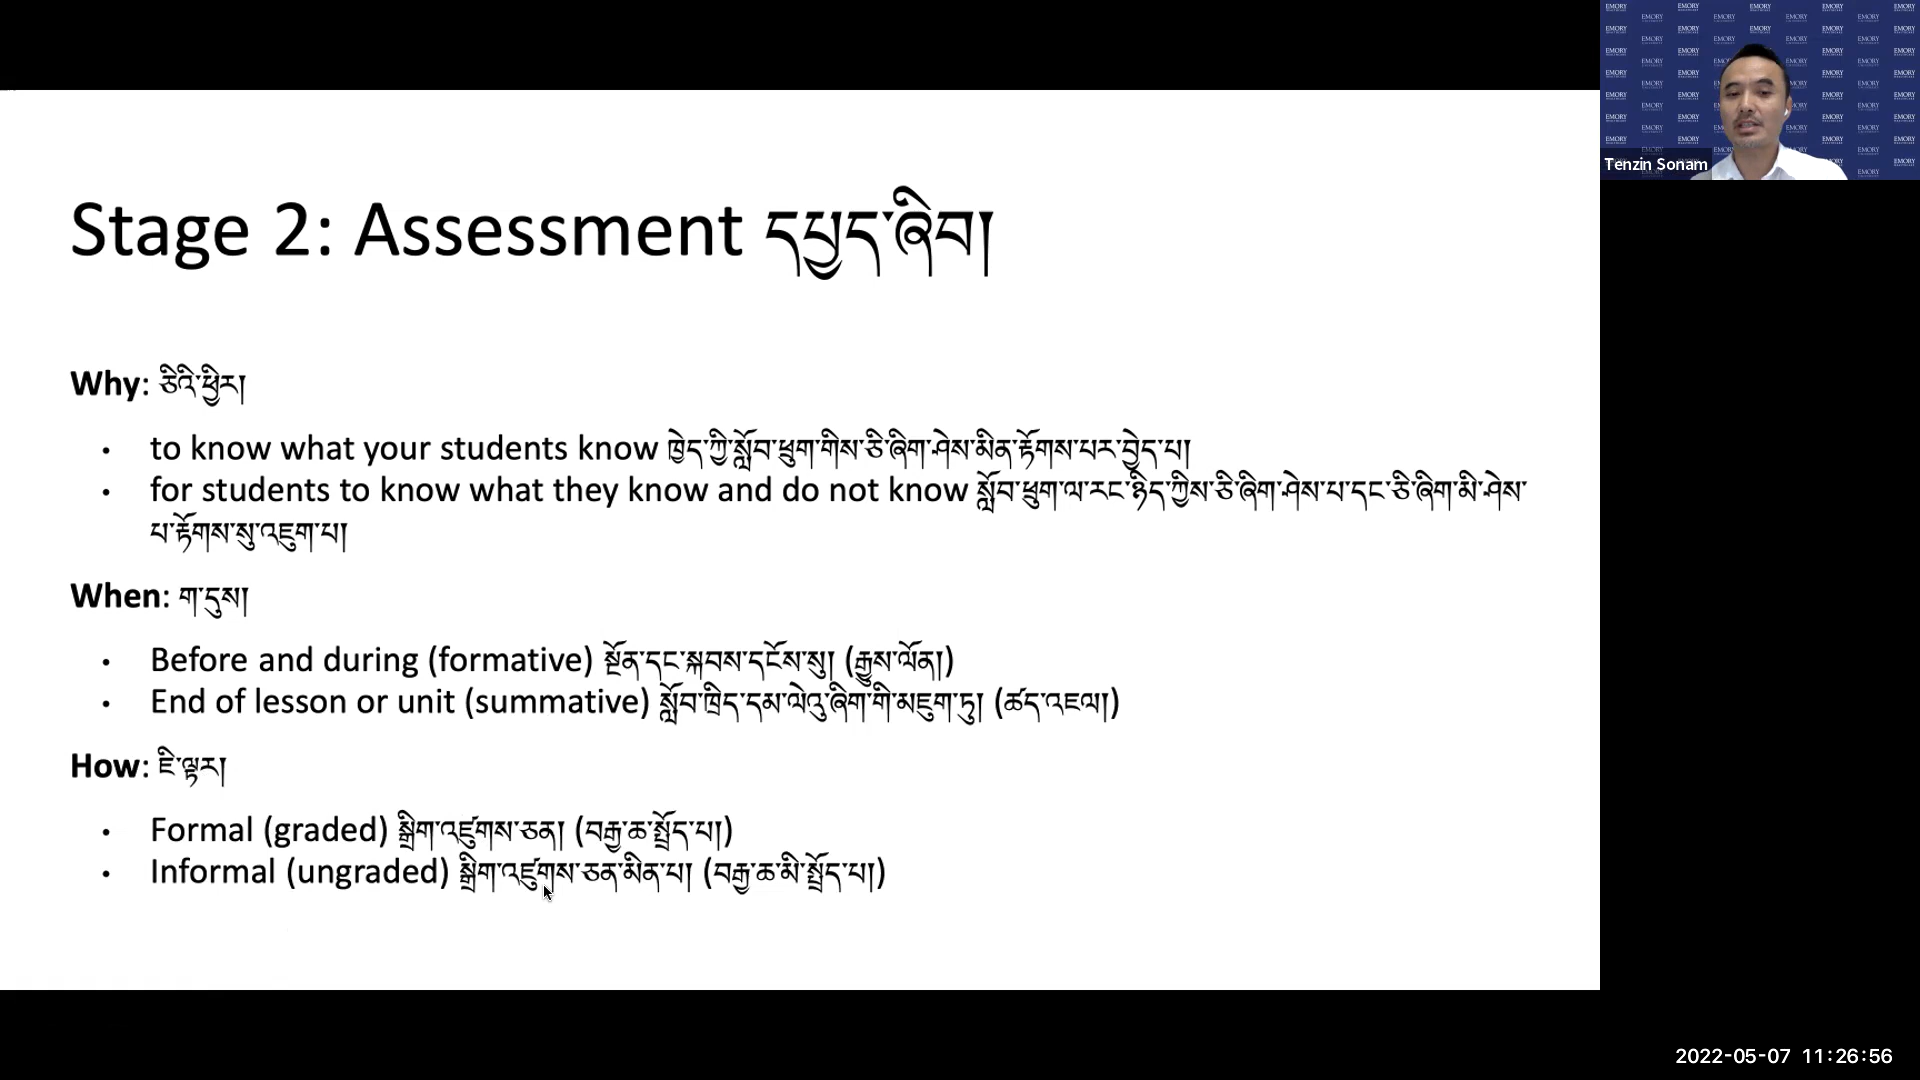 Stage 2: Assessment དཔྱད་ཞིབ།
Why: ཅིའི་ཕྱིར།
• to know what your students know ཁྱེད་ཀྱི་སློབ་ཕྲུག་གིས་ཅི་ཞིག་ཤེས་མིན་རྟོགས་པར་བྱེད་པ།
• for students to know what they know and do not know སློབ་ཕྲུག་ལ་རང་ཉིད་ཀྱིས་ཅི་ཞིག་ཤེས་པ་དང་ཅི་ཞིག་མི་ཤེས་
པ་རྟོགས་སུ་འཇུག་པ།
When: ག་དུས།
• Before and during (formative) སྔོན་དང་སྐབས་དངོས་སུ། (རྒྱུས་ལོན།)
• End of lesson or unit (summative) སློབ་ཁྲིད་དམ་ལེའུ་ཞིག་གི་མཇུག་ཏུ། (ཚད་འཇལ།)
How: ཇི་ལྟར།
• Formal (graded) སྒྲིག་འཛུགས་ཅན། (བརྒྱ་ཆ་སྤྲོད་པ།)
• Informal (ungraded) སྒྲིག་འཛུགས་ཅན་མིན་པ། (བརྒྱ་ཆ་མི་སྤྲོད་པ།)
Tenzin Sonam
EMORY
2022-05-07 11:26:56